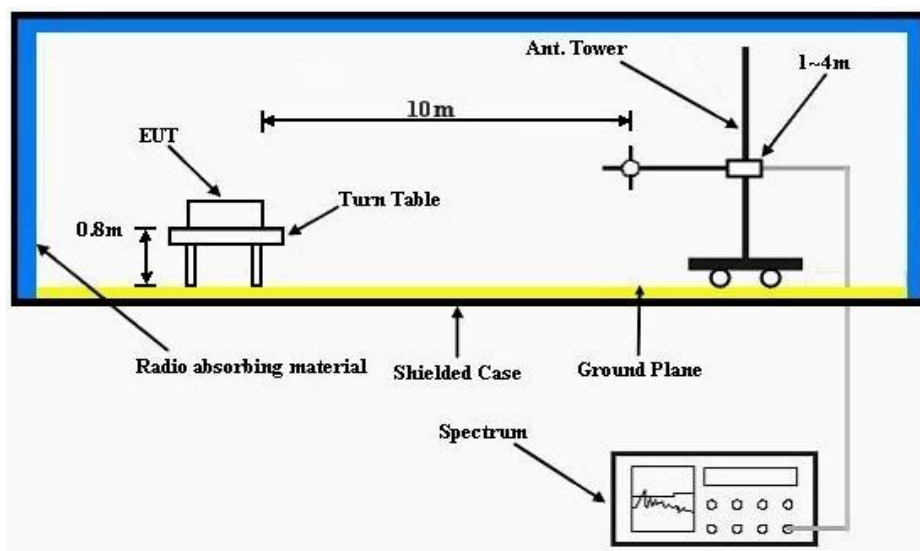 Ant. Tower
1~4m
10m
EUT
Turn Table
0.8m
Radio absorbing material
Shielded Case
Ground Plane
Spectrum